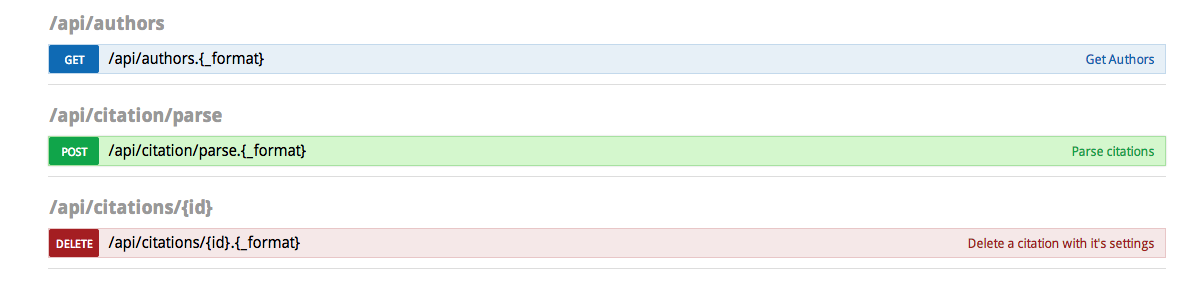 /api/authors
GET /api/authors.{_format} Get Authors
/api/citation/parse
POST /api/citation/parse.{_format} Parse citations
/api/citations/{id}
DELETE /api/citations/{id}.{_format} Delete a citation with it's settings